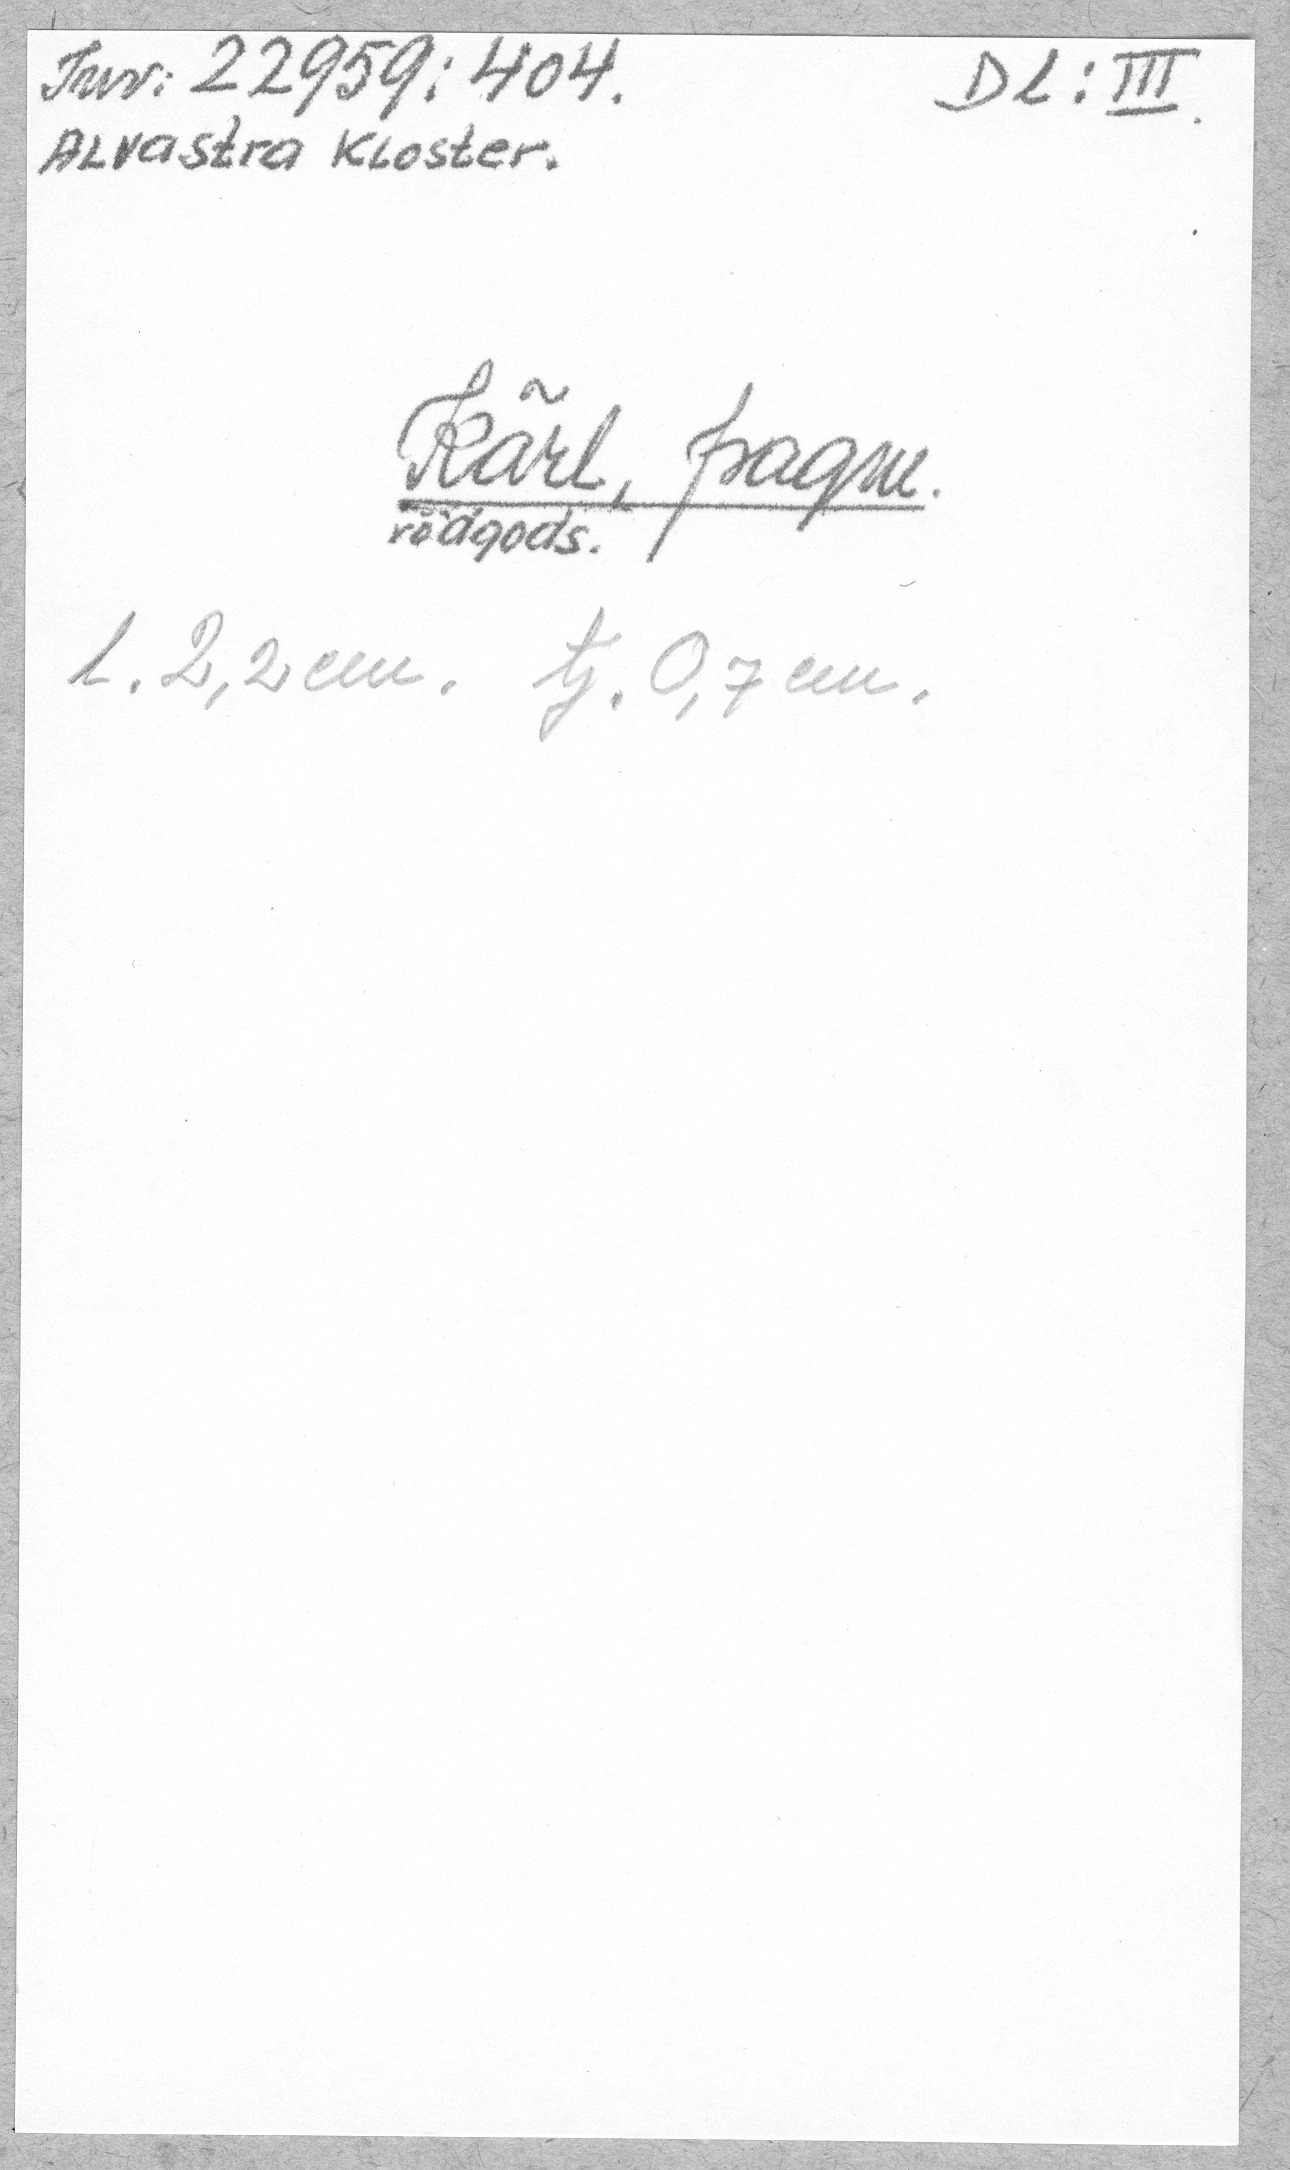 Inv: 22959:404. DL: III.
Alvastra Kloster.
Kärl, fragm.
rödgods.
L. 2,2 cm. tj. 0,7 cm.